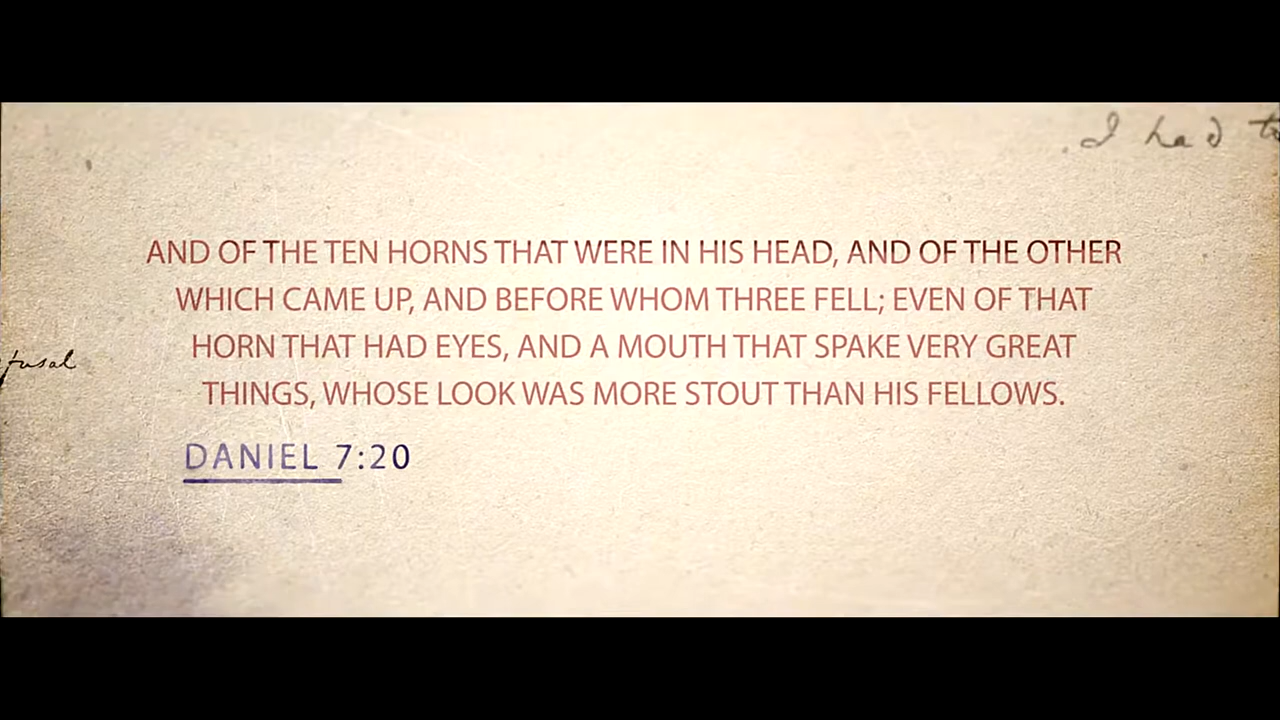 I had
AND OF THE TEN HORNS THAT WERE IN HIS HEAD, AND OF THE OTHER
WHICH CAME UP, AND BEFORE WHOM THREE FELL; EVEN OF THAT
HORN THAT HAD EYES, AND A MOUTH THAT SPAKE VERY GREAT
THINGS, WHOSE LOOK WAS MORE STOUT THAN HIS FELLOWS.
DANIEL 7:20